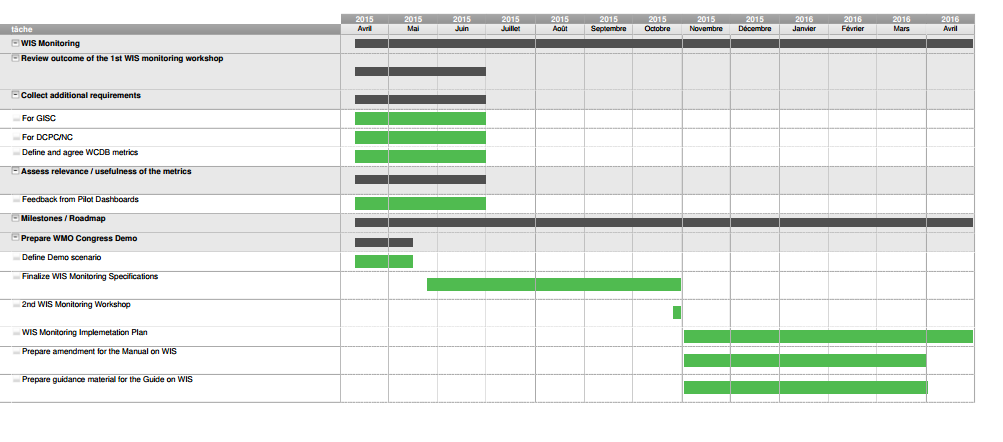 2015 2015 2015 2015 2015 2015 2015 2015 2015 2016 2016 2016 2016
tâche Avril Mai Juin Juillet Août Septembre Octobre Novembre Décembre Janvier Février Mars Avril
WIS Monitoring
Review outcome of the 1st WIS monitoring workshop
Collect additional requirements
For GISC
For DCPC/NC
Define and agree WCDB metrics
Assess relevance / usefulness of the metrics
Feedback from Pilot Dashboards
Milestones / Roadmap
Prepare WMO Congress Demo
Define Demo scenario
Finalize WIS Monitoring Specifications
2nd WIS Monitoring Workshop
WIS Monitoring Implemetation Plan
Prepare amendment for the Manual on WIS
Prepare guidance material for the Guide on WIS